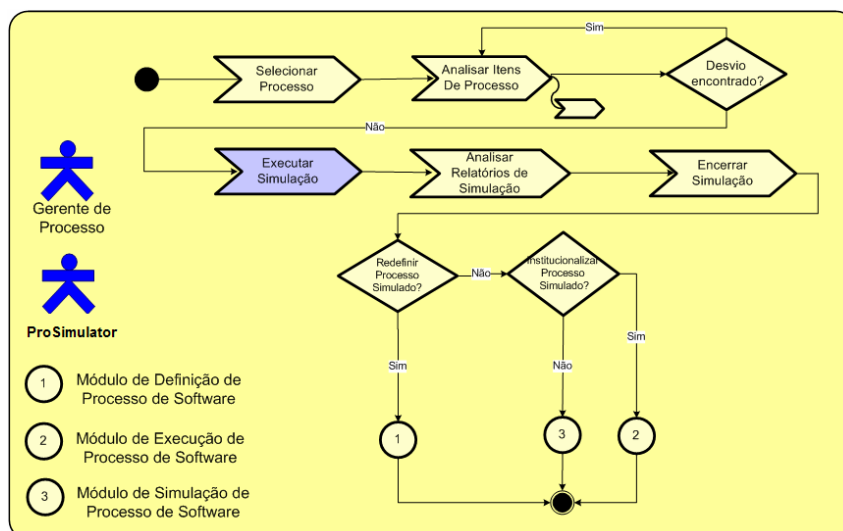 Sim
Selecionar
Processo
Analisar Itens
De Processo
Desvio
encontrado?
Não
Executar
Simulação
Analisar
Relatórios de
Simulação
Encerrar
Simulação
Gerente de
Processo
Redefinir
Processo
Simulado?
Não
Institucionalizar
Processo
Simulado?
ProSimulator
Sim
Não
Sim
1
Módulo de Definição de
Processo de Software
2
Módulo de Execução de
Processo de Software
3
Módulo de Simulação de
Processo de Software
1
3
2